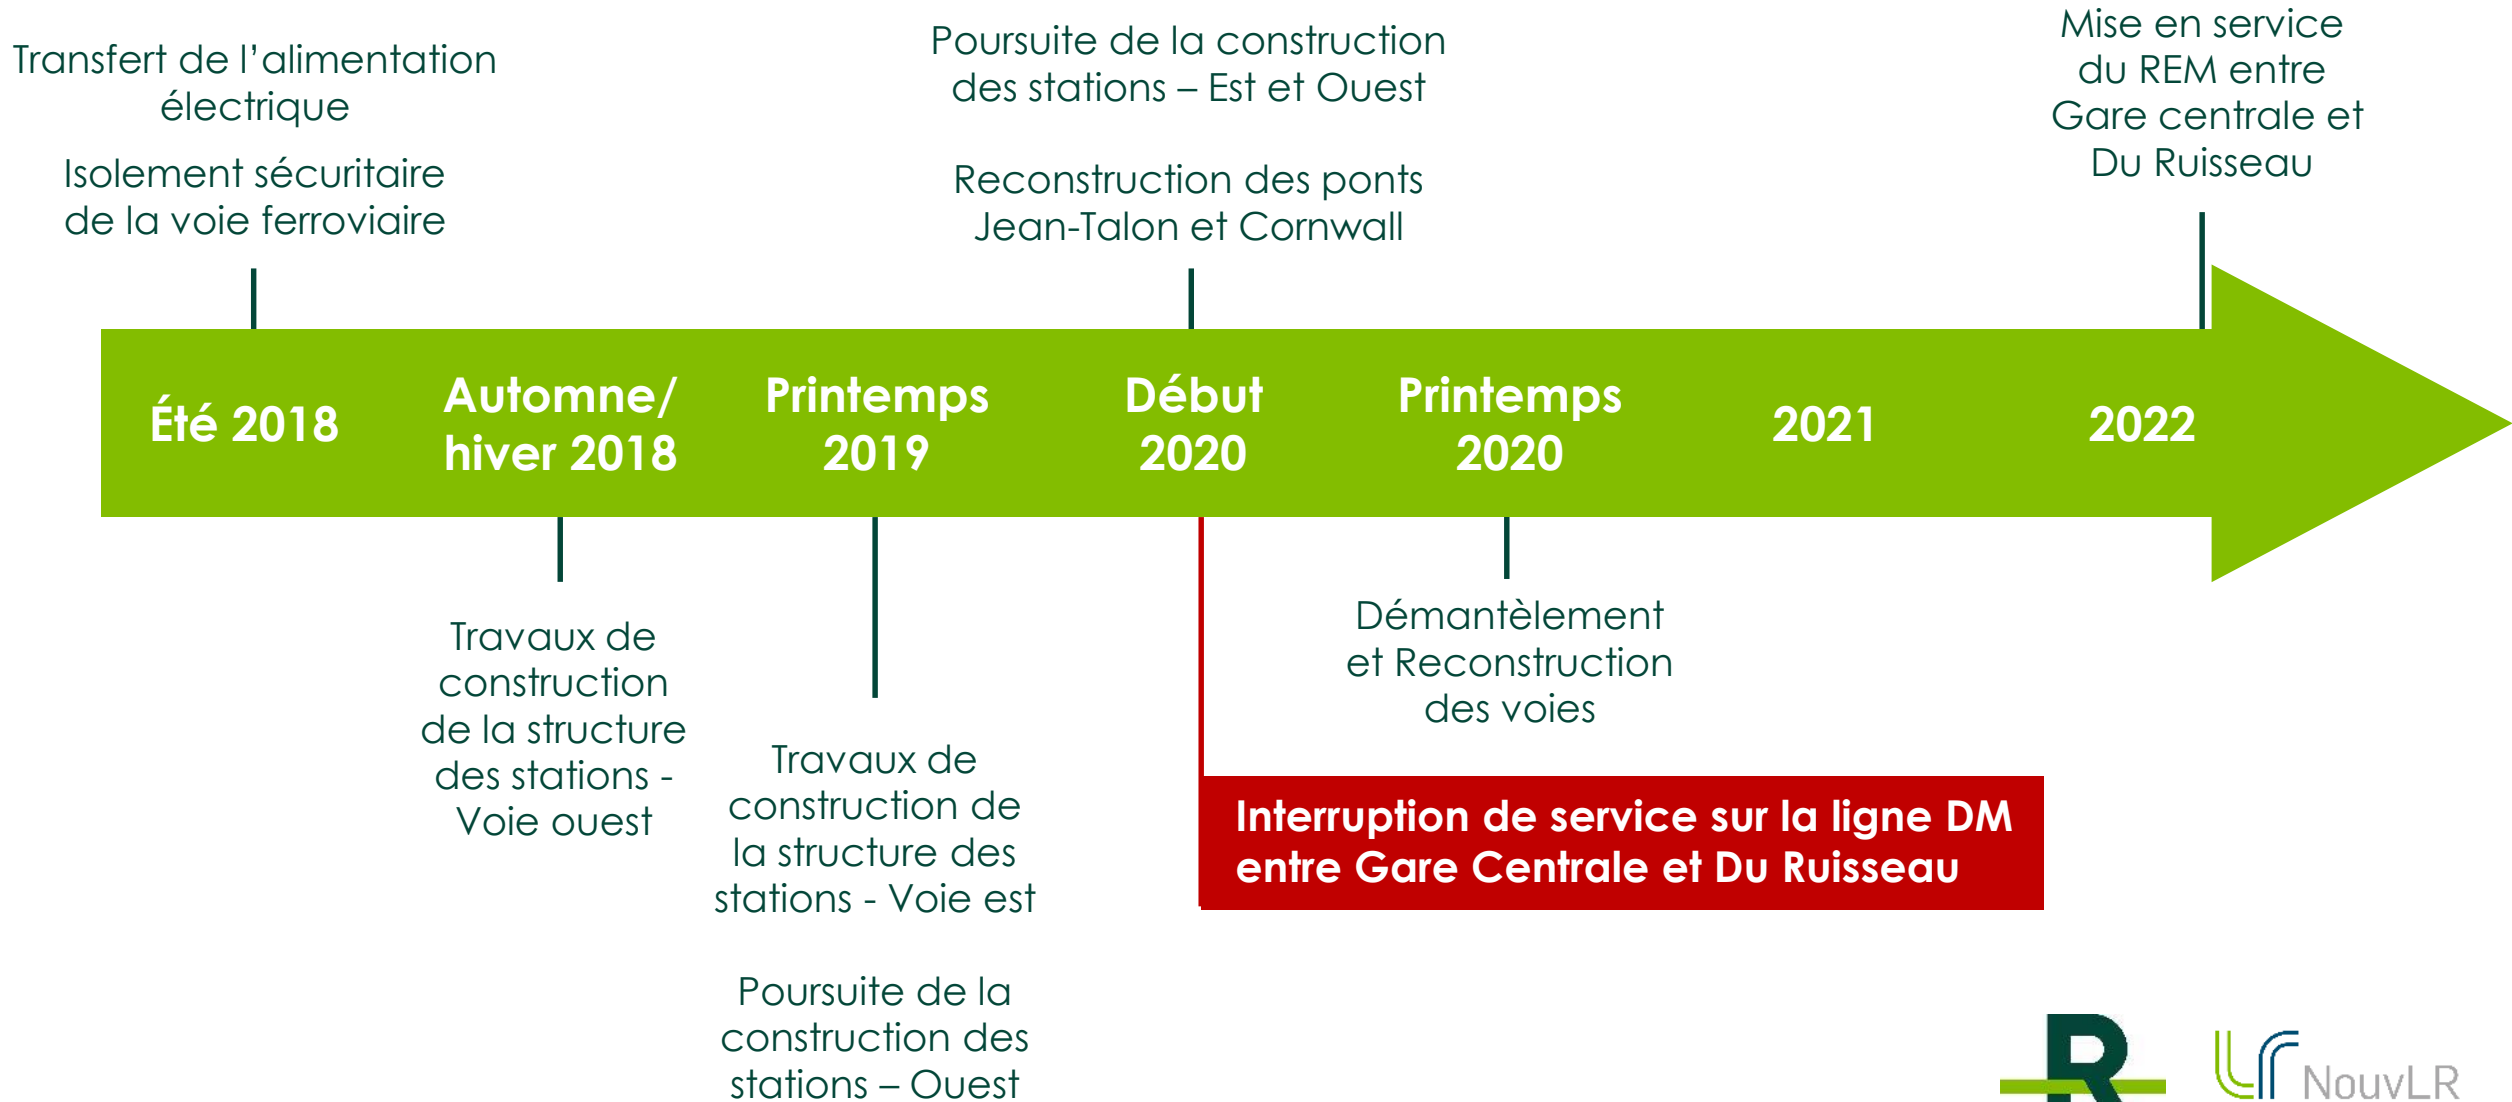 Transfert de l’alimentation
électrique
Isolement sécuritaire
de la voie ferroviaire
Poursuite de la construction
des stations – Est et Ouest
Reconstruction des ponts
Jean-Talon et Cornwall
Mise en service
du REM entre
Gare centrale et
Du Ruisseau
Été 2018
Automne/
hiver 2018
Printemps
2019
Début
2020
Printemps
2020
2021
2022
Travaux de
construction
de la structure
des stations -
Voie ouest
Travaux de
construction de
la structure des
stations - Voie est
Poursuite de la
construction des
stations – Ouest
Démantèlement
et Reconstruction
des voies
Interruption de service sur la ligne DM
entre Gare Centrale et Du Ruisseau
R
NouvLR